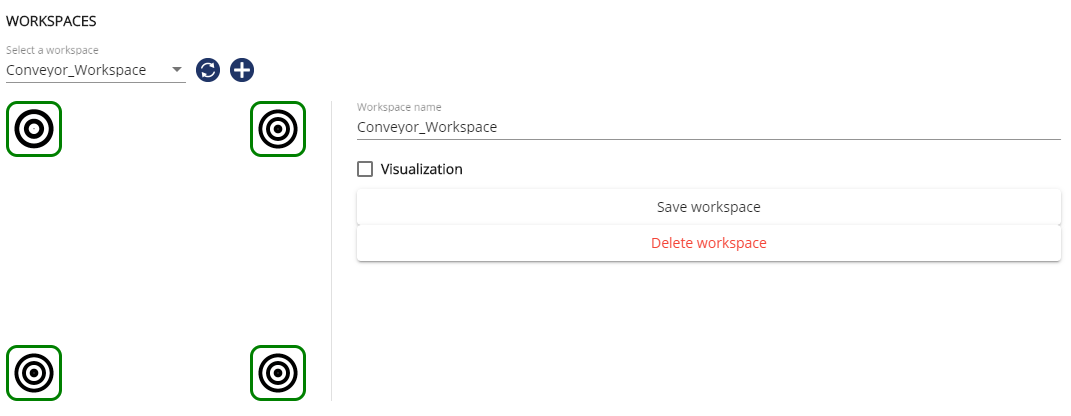 WORKSPACES
Select a workspace
Conveyor_Workspace
Workspace name
Conveyor_Workspace
Visualization
Save workspace
Delete workspace